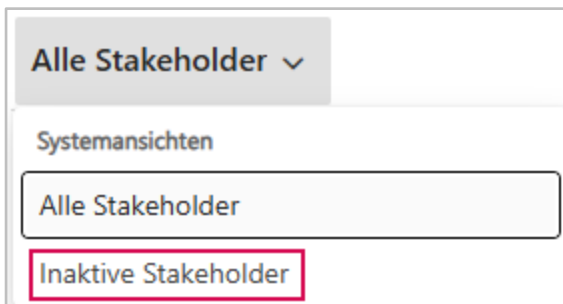 Alle Stakeholder
Systemansichten
Alle Stakeholder
Inaktive Stakeholder